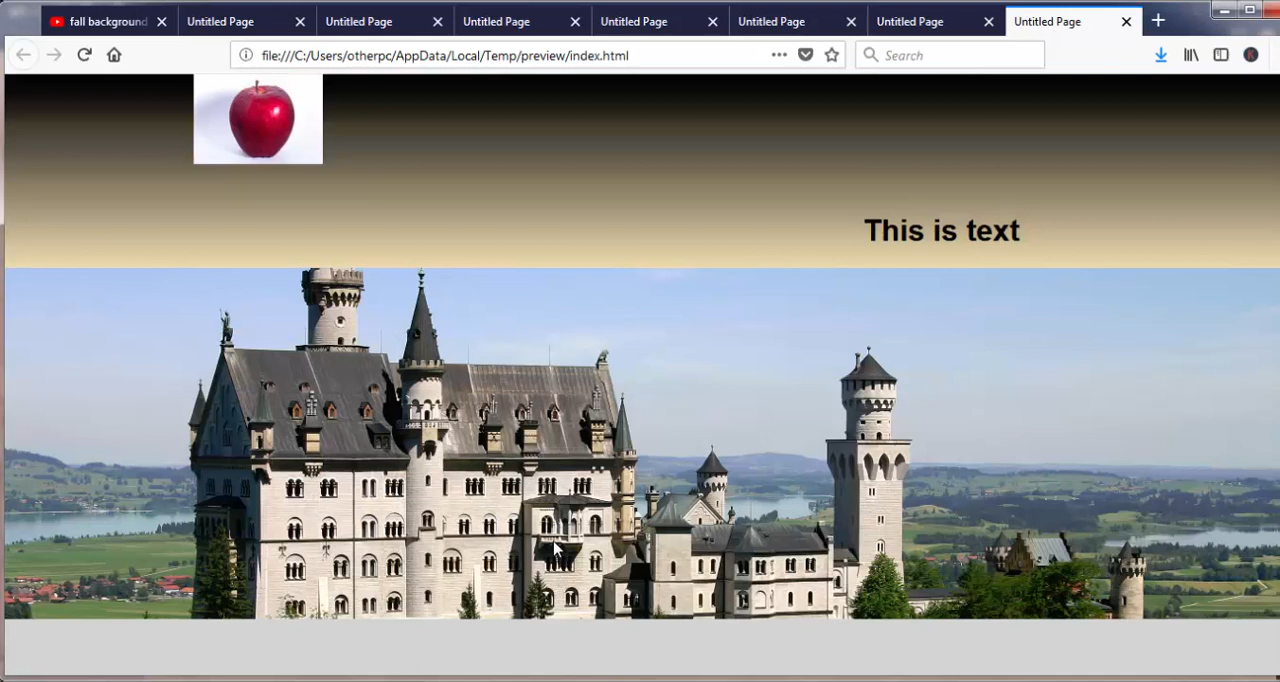 fall background
Untitled Page
Untitled Page
Untitled Page
Untitled Page
Untitled Page
Untitled Page
Untitled Page
file:///C:/Users/otherpc/AppData/Local/Temp/preview/index.html
Search
This is text